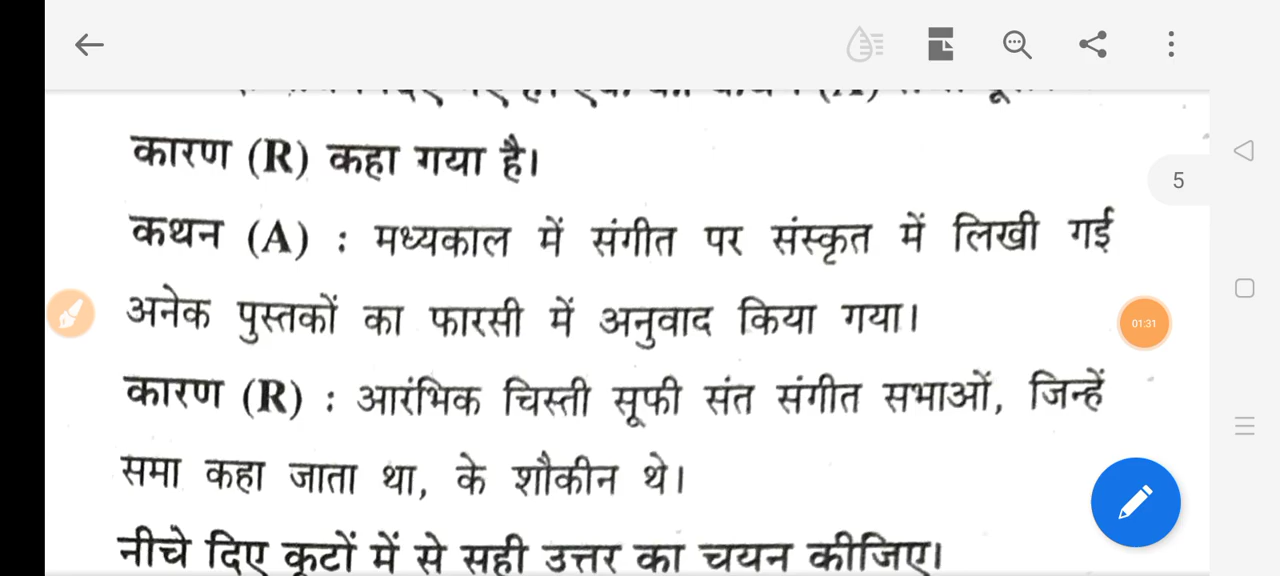 5
कारण (R) कहा गया है।
कथन (A) : मध्यकाल में संगीत पर संस्कृत में लिखी गई
अनेक पुस्तकों का फारसी में अनुवाद किया गया।
01:31
कारण (R) : आरंभिक चिस्ती सूफी संत संगीत सभाओं, जिन्हें
समा कहा जाता था, के शौकीन थे।
नीचे दिए कूटों में से सही उत्तर का चयन कीजिए।